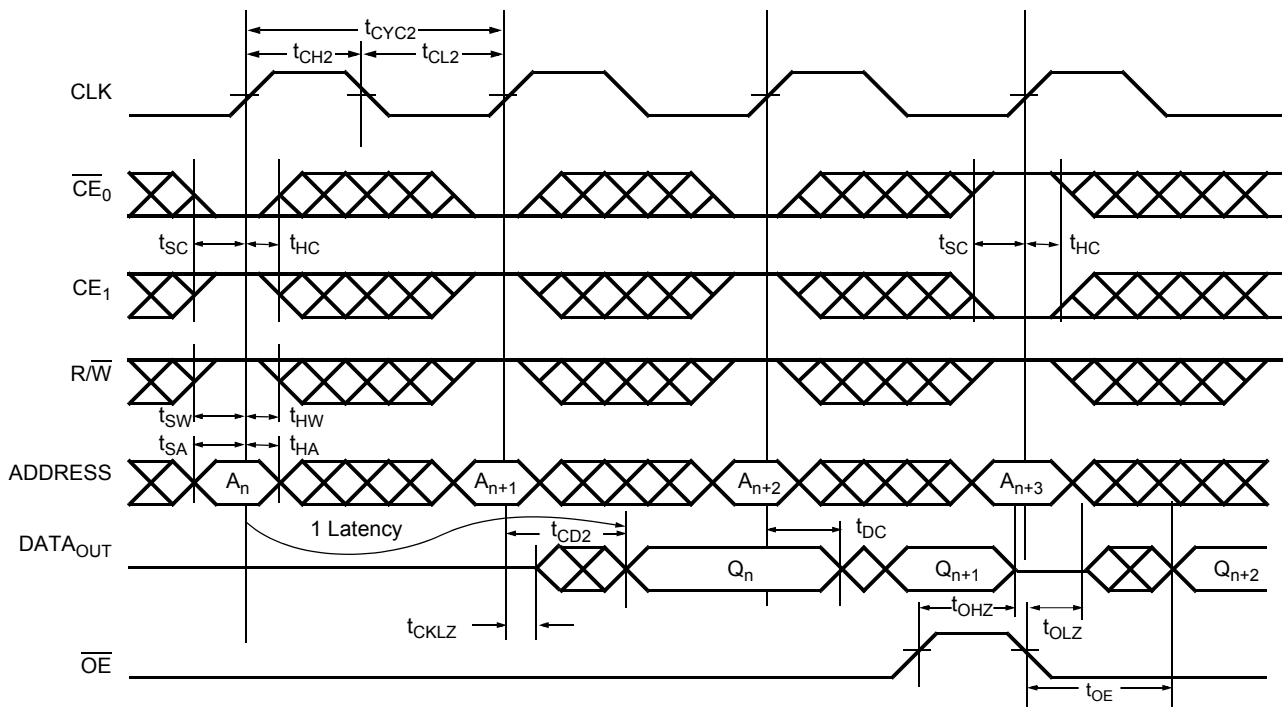 tCYC2
tCH2 tCL2
CLK
CE0
tSC tHC tSC tHC
CE1
R/W
tSW tHW
tSA tHA
ADDRESS An An+1 An+2 An+3
1 Latency tCD2 tDC
DATAOUT Qn Qn+1 Qn+2
tCKLZ tOHZ tOLZ
OE
tOE